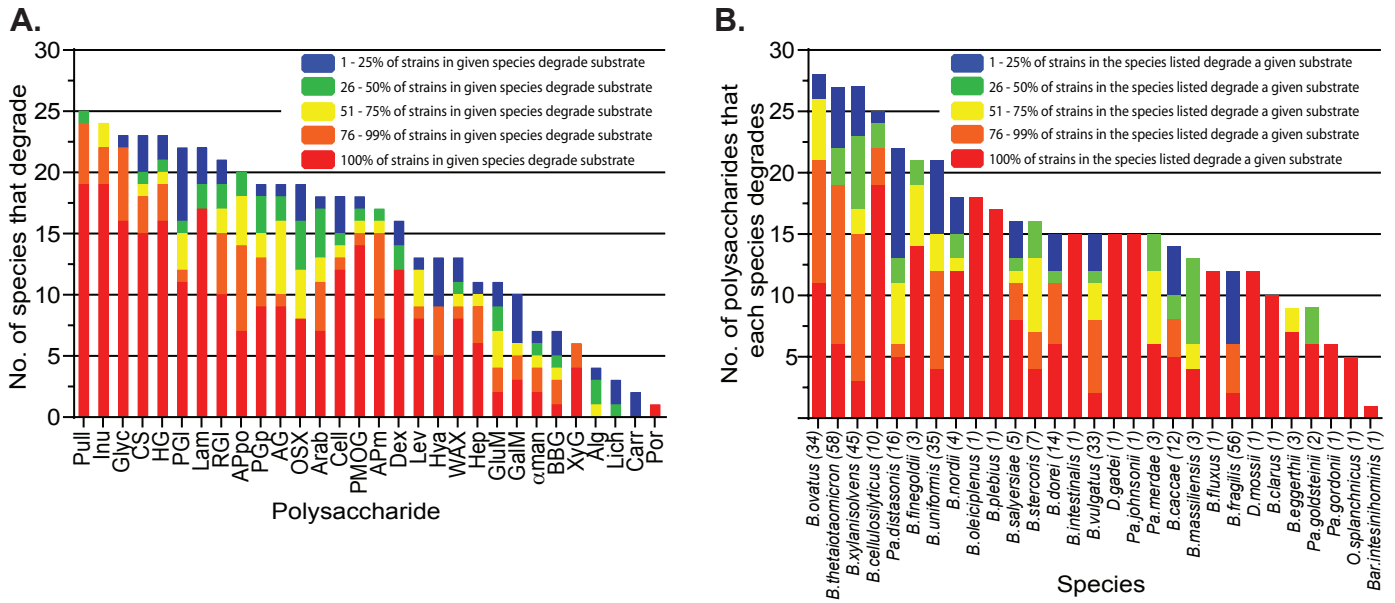 A.
No. of species that degrade
30
25
20
15
10
5
0
1 - 25% of strains in given species degrade substrate
26 - 50% of strains in given species degrade substrate
51 - 75% of strains in given species degrade substrate
76 - 99% of strains in given species degrade substrate
100% of strains in given species degrade substrate
Pull
Inu
Glyc
CS
HG
PGl
Lam
RGI
APpo
PGp
AG
OSX
Arab
Cell
PMOG
APm
Dex
Lev
Hya
WAX
Hep
GluM
GalM
αman
BBG
XyG
Alg
Lich
Carr
Por
Polysaccharide
B.
No. of polysaccharides that
each species degrades
30
25
20
15
10
5
1 - 25% of strains in the species listed degrade a given substrate
26 - 50% of strains in the species listed degrade a given substrate
51 - 75% of strains in the species listed degrade a given substrate
76 - 99% of strains in the species listed degrade a given substrate
100% of strains in the species listed degrade a given substrate
B.ovatus (34)
B.thetaiotaomicron (58)
B.xylanisolvens (45)
B.cellulosilyticus (10)
Pa.distasonis (16)
B.finegoldii (3)
B.uniformis (35)
B.nordii (4)
B.oleiciplenus (1)
B.plebius (1)
B.salyersiae (5)
B.stercoris (7)
B.dorei (14)
B.intestinalis (1)
B.vulgatus (33)
D.gadei (1)
Pa.johnsonii (1)
Pa.merdae (3)
B.caccae (12)
B.massiliensis (3)
B.fluxus (1)
B.fragilis (56)
D.mossii (1)
B.clarus (1)
B.eggerthii (3)
Pa.goldsteinii (2)
Pa.gordonii (1)
O.splanchnicus (1)
Bar.intesinihominis (1)
Species